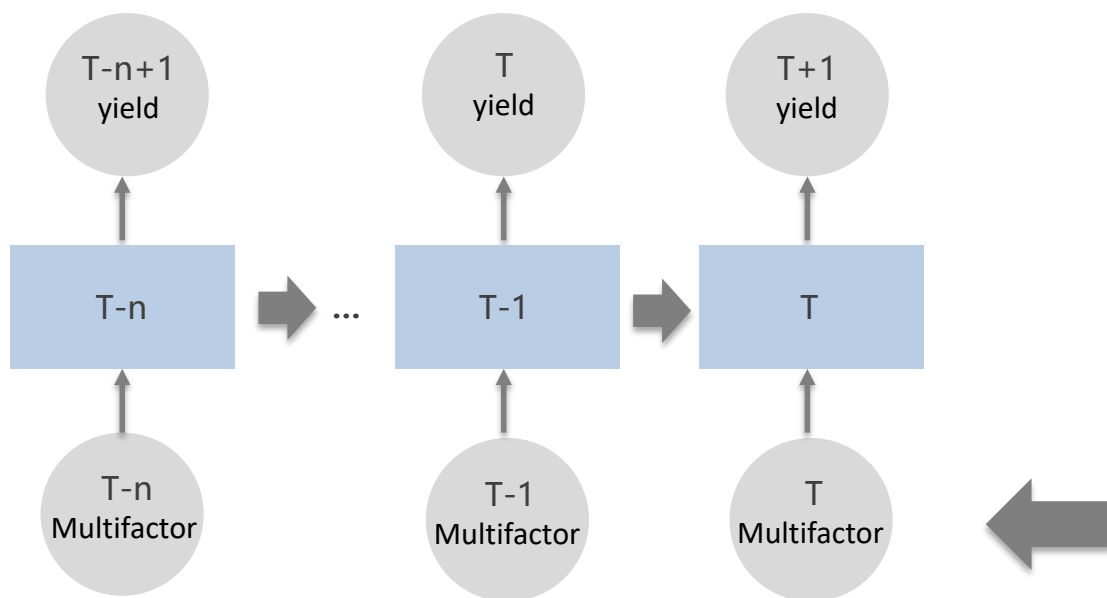 T-n+1
yield
T
yield
T+1
yield
T-n
...
T-1
T
T-n
Multifactor
T-1
Multifactor
T
Multifactor